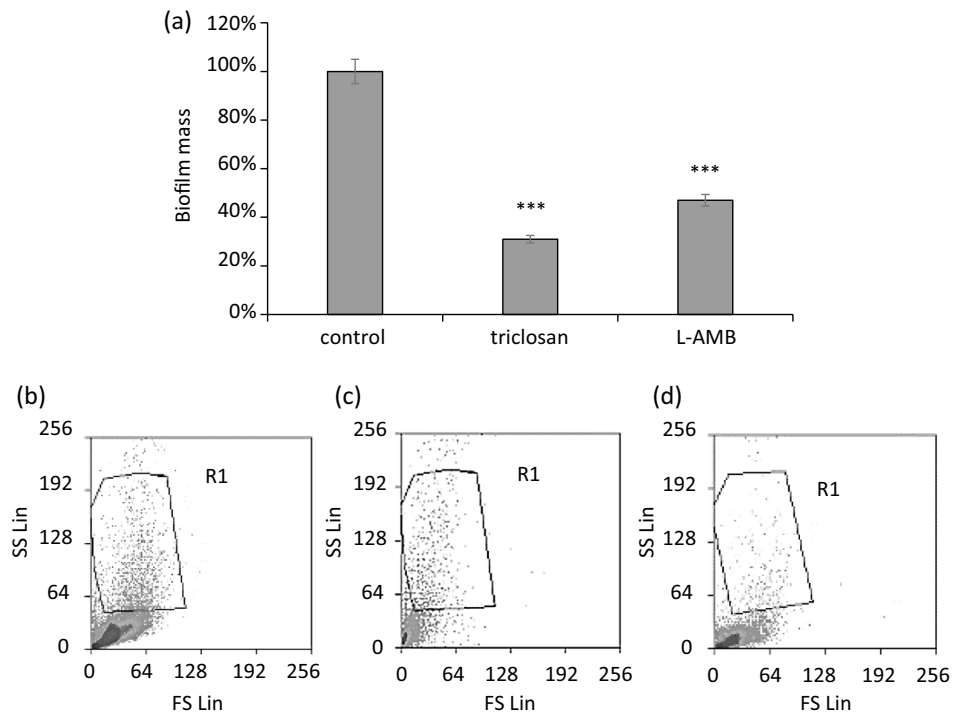 (a)
120%
100%
80%
60%
40%
20%
0%
Biofilm mass
***
***
control triclosan L-AMB
(b)
256
192
128
64
0
SS Lin
R1
0 64 128 192 256
FS Lin
(c)
256
192
128
64
0
SS Lin
R1
0 64 128 192 256
FS Lin
(d)
256
192
128
64
0
SS Lin
R1
0 64 128 192 256
FS Lin